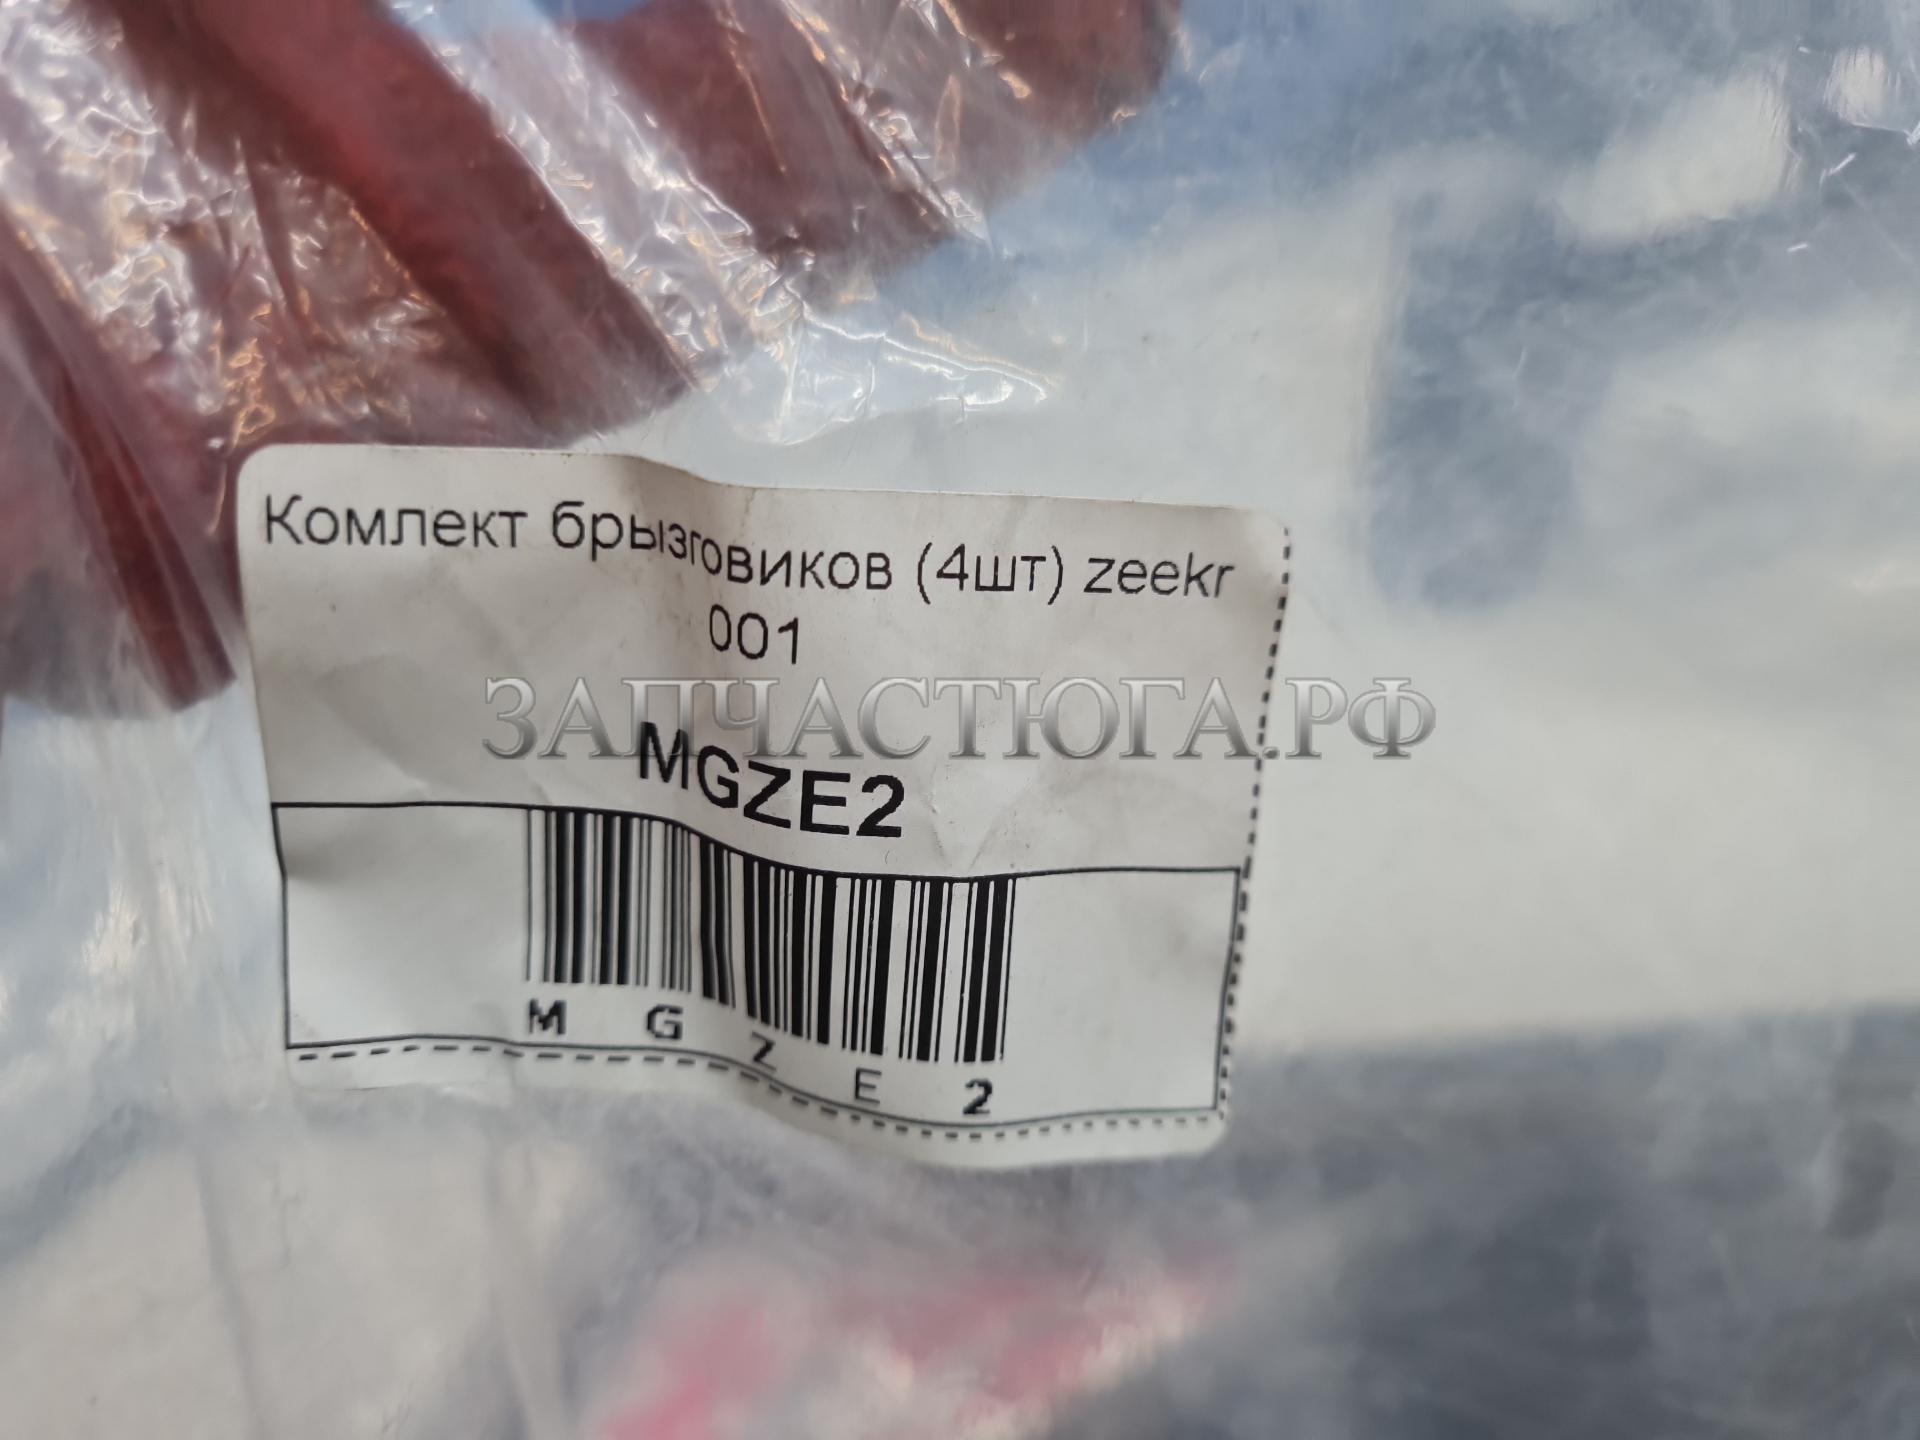 Комлект брызговиков (4шт) zeekr
001
ЗАПЧАСТЮГА.РФ
MGZE2
M G Z E 2